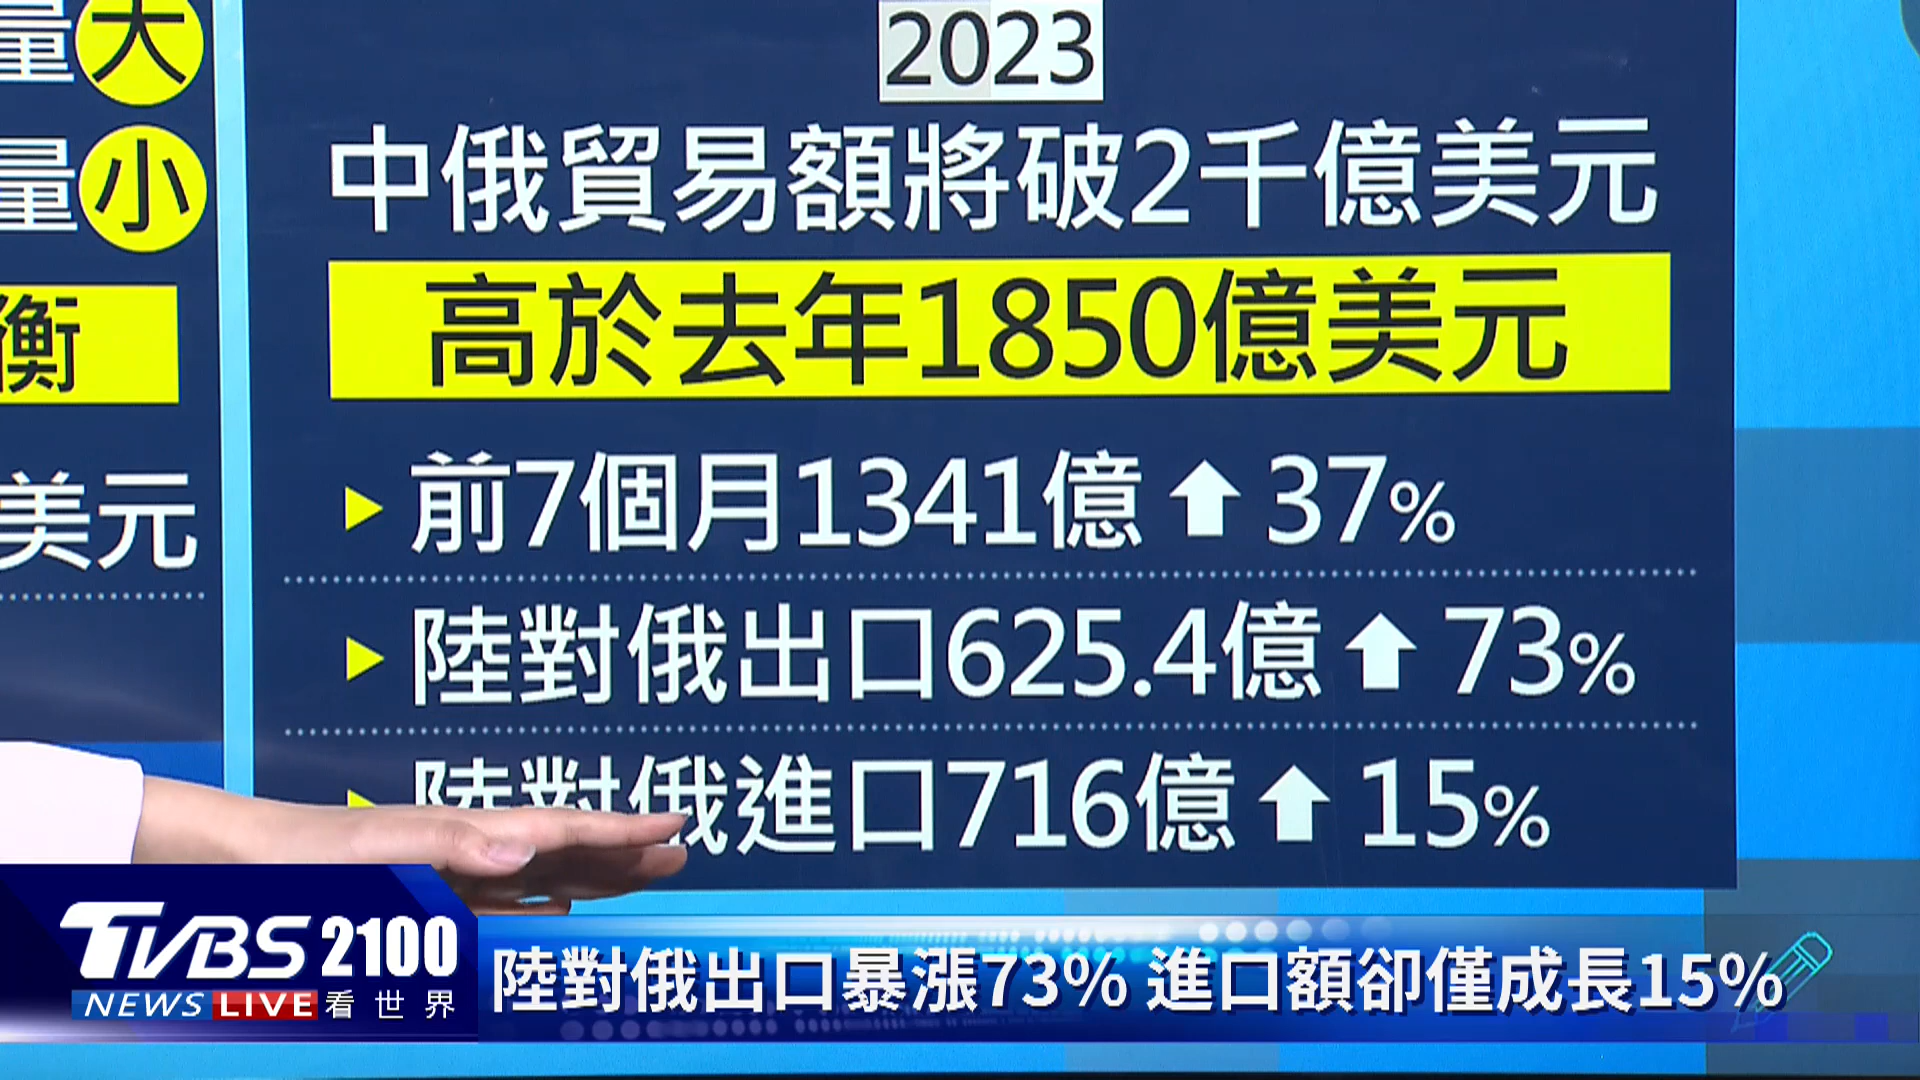 量大
量小
衡
美元
2023
中俄貿易額將破2千億美元
高於去年1850億美元
前7個月1341億 37%
陸對俄出口625.4億 73%
陸對俄進口716億 15%
TVBS 2100
NEWS LIVE 看世界
陸對俄出口暴漲73% 進口額卻僅成長15%